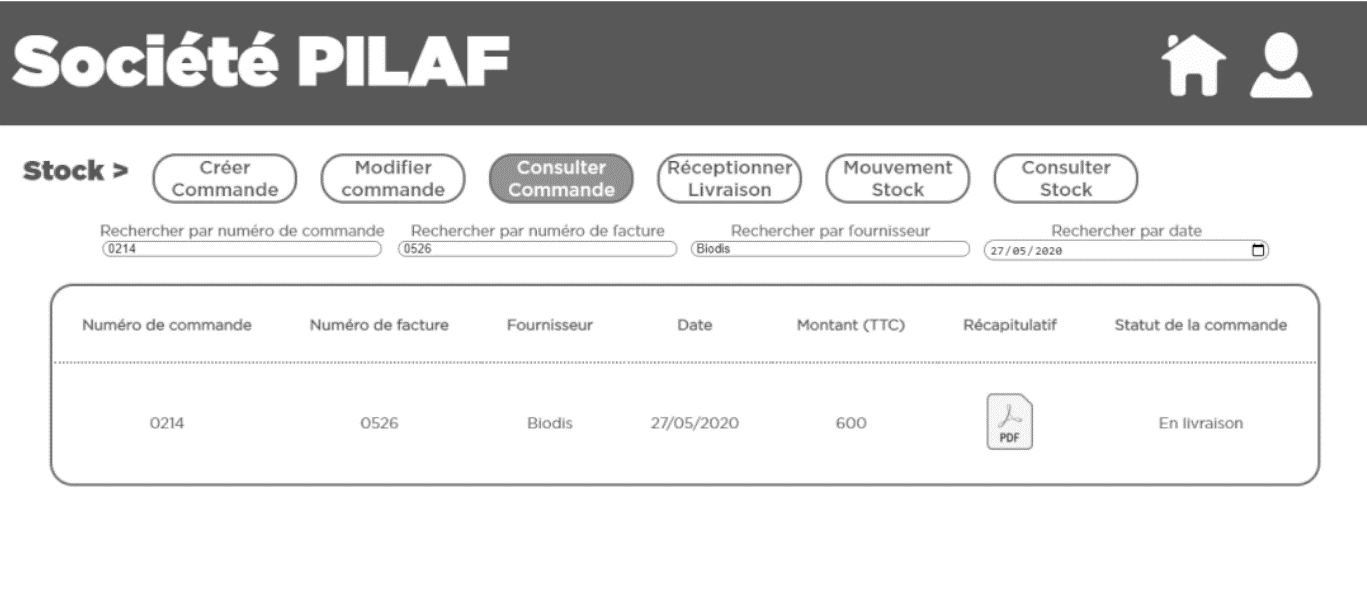 Société PILAF
Stock >
Créer
Commande
Modifier
commande
Consulter
Commande
Réceptionner
Livraison
Mouvement
Stock
Consulter
Stock
Rechercher par numéro de commande
0214
Rechercher par numéro de facture
0526
Rechercher par fournisseur
Biodis
Rechercher par date
27/05/2020
Numéro de commande Numéro de facture Fournisseur Date Montant (TTC) Récapitulatif Statut de la commande
0214 0526 Biodis 27/05/2020 600 PDF En livraison